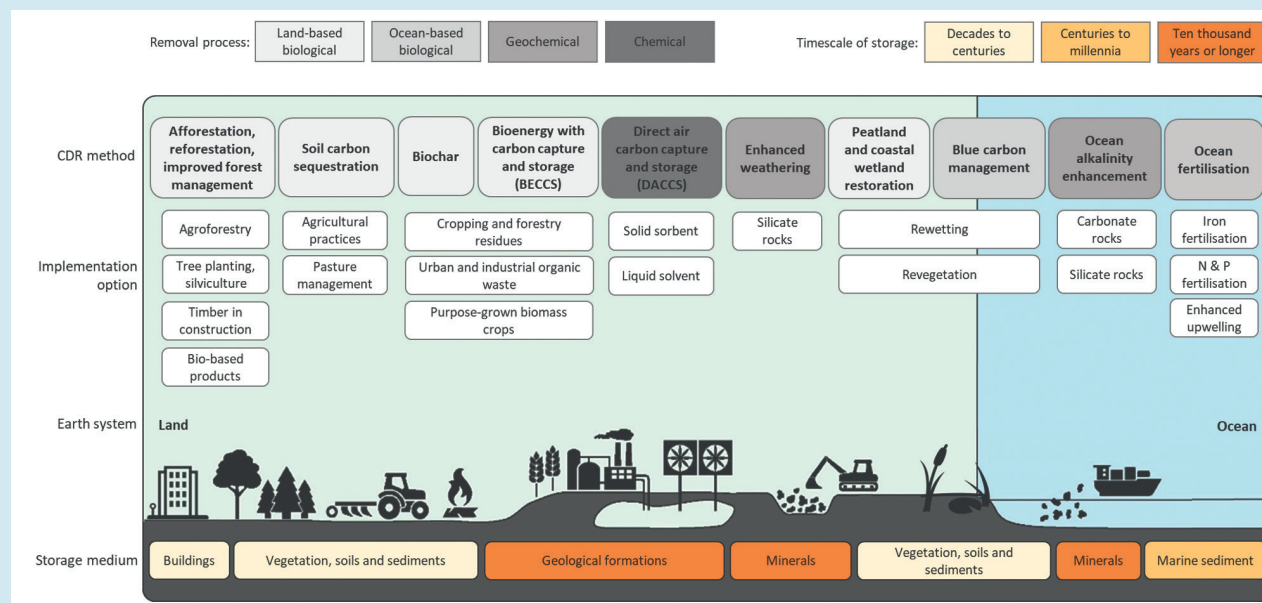 Removal process:
Land-based
biological
Ocean-based
biological
Geochemical
Chemical
Timescale of storage:
Decades to
centuries
Centuries to
millennia
Ten thousand
years or longer
CDR method
Afforestation,
reforestation,
improved forest
management
Soil carbon
sequestration
Biochar
Bioenergy with
carbon capture
and storage
(BECCS)
Direct air
carbon capture
and storage
(DACCS)
Enhanced
weathering
Peatland
and coastal
wetland
restoration
Blue carbon
management
Ocean
alkalinity
enhancement
Ocean
fertilisation
Implementation
option
Agroforestry
Tree planting,
silviculture
Timber in
construction
Bio-based
products
Agricultural
practices
Pasture
management
Cropping and forestry
residues
Urban and industrial organic
waste
Purpose-grown biomass
crops
Solid sorbent
Liquid solvent
Silicate
rocks
Rewetting
Revegetation
Carbonate
rocks
Silicate rocks
Iron
fertilisation
N & P
fertilisation
Enhanced
upwelling
Earth system
Land
Ocean
Storage medium
Buildings
Vegetation, soils and sediments
Geological formations
Minerals
Vegetation, soils and
sediments
Minerals
Marine sediment